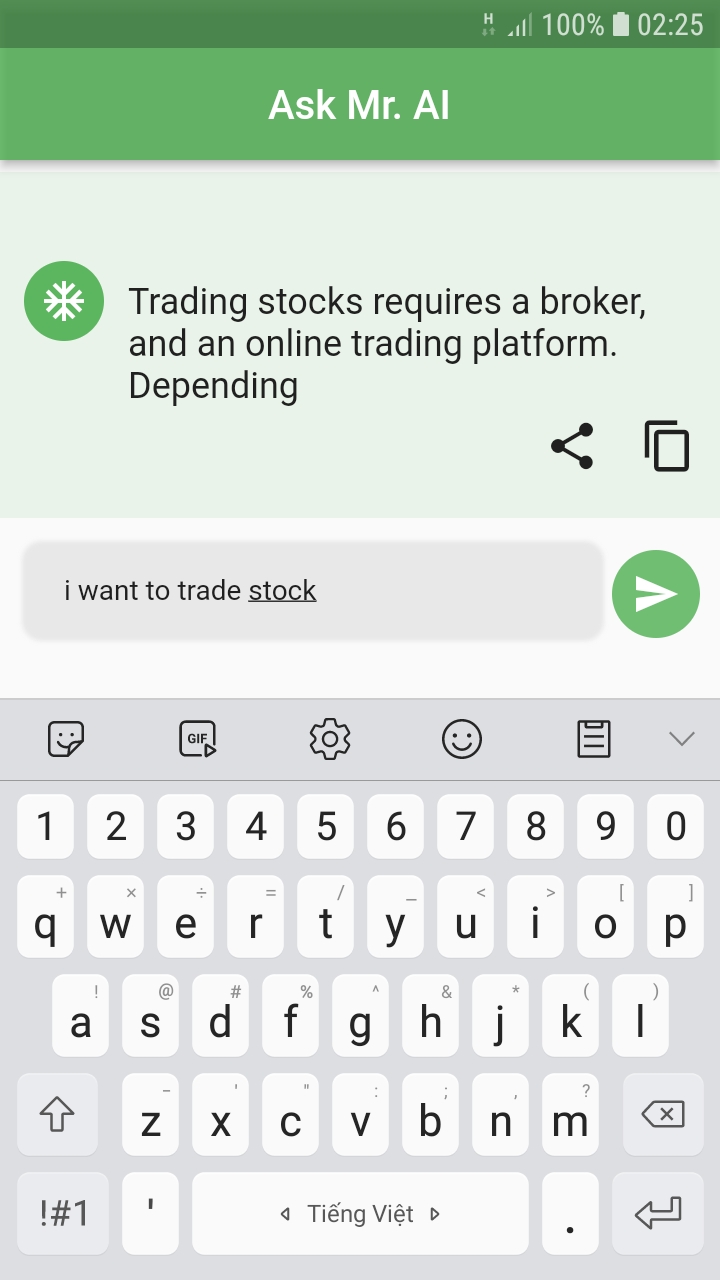 H 100% 02:25
Ask Mr. AI
Trading stocks requires a broker,
and an online trading platform.
Depending
i want to trade stock
GIF
1 2 3 4 5 6 7 8 9 0
+ × ÷ = / _ < > [ ]
q w e r t y u i o p
! @ # % ^ & * ( )
a s d f g h j k l
- ' " : ; , ?
z x c v b n m
!#1 ' Tiếng Việt .